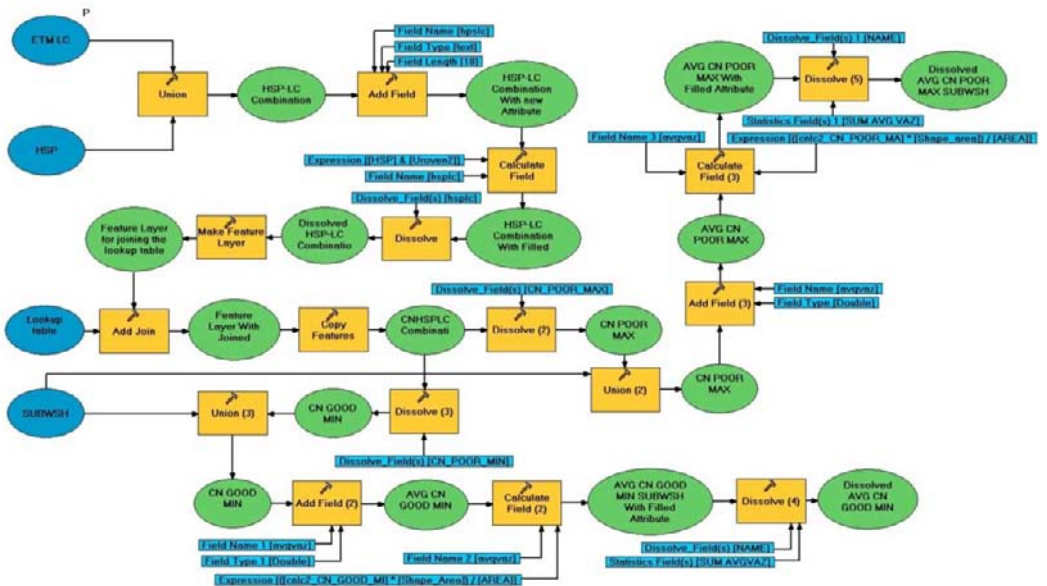 P
ETM LC
HSP
Union
HSP-LC
Combination
Field Name [hpslc]
Field Type [text]
Field Length [18]
Add Field
HSP-LC
Combination
With new
Attribute
Expression [[HSP] & [Uroven2]]
Field Name [hsplc]
Calculate
Field
HSP-LC
Combination
With Filled
Dissolve_Field(s) [hsplc]
Dissolve
Dissolved
HSP-LC
Combinatio
Make Feature
Layer
Feature Layer
for joining the
lookup table
Lookup
table
Add Join
Feature
Layer With
Joined
Copy
Features
CNHSPLC
Combinati
Dissolve_Field(s) [CN_POOR_MAX]
Dissolve (2)
CN POOR
MAX
SUBWSH
Union (2)
CN POOR
MAX
Field Name [avqvaz]
Field Type [Double]
Add Field (3)
AVG CN
POOR MAX
Field Name 3 [avqvaz]
Expression [([cnlc2_CN_POOR_MA] * [Shape_area]) / [AREA]]
Calculate
Field (3)
AVG CN POOR
MAX With
Filled Attribute
Dissolve_Field(s) 1 [NAME]
Dissolve (5)
Statistics Field(s) 1 [SUM AVG VAZ]
Dissolved
AVG CN POOR
MAX SUBWSH
Union (3)
CN GOOD
MIN
Dissolve (3)
Dissolve_Field(s) [CN_POOR_MIN]
CN GOOD
MIN
Add Field (2)
Field Name 1 [avqvaz]
Field Type 1 [Double]
AVG CN
GOOD MIN
Calculate
Field (2)
Field Name 2 [avqvaz]
Expression [([cnlc2_CN_GOOD_MI] * [Shape_Area]) / [AREA]]
AVG CN GOOD
MIN SUBWSH
With Filled
Attribute
Dissolve (4)
Dissolve_Field(s) [NAME]
Statistics Field(s) [SUM AVGVAZ]
Dissolved
AVG CN
GOOD MIN